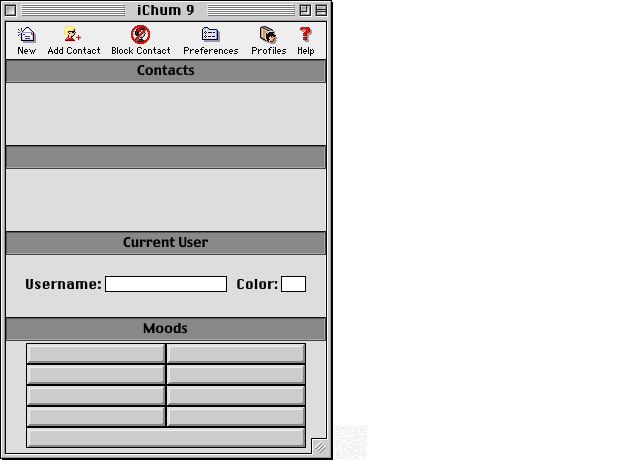 iChum 9
New Add Contact Block Contact Preferences Profiles Help
Contacts
Current User
Username: Color:
Moods